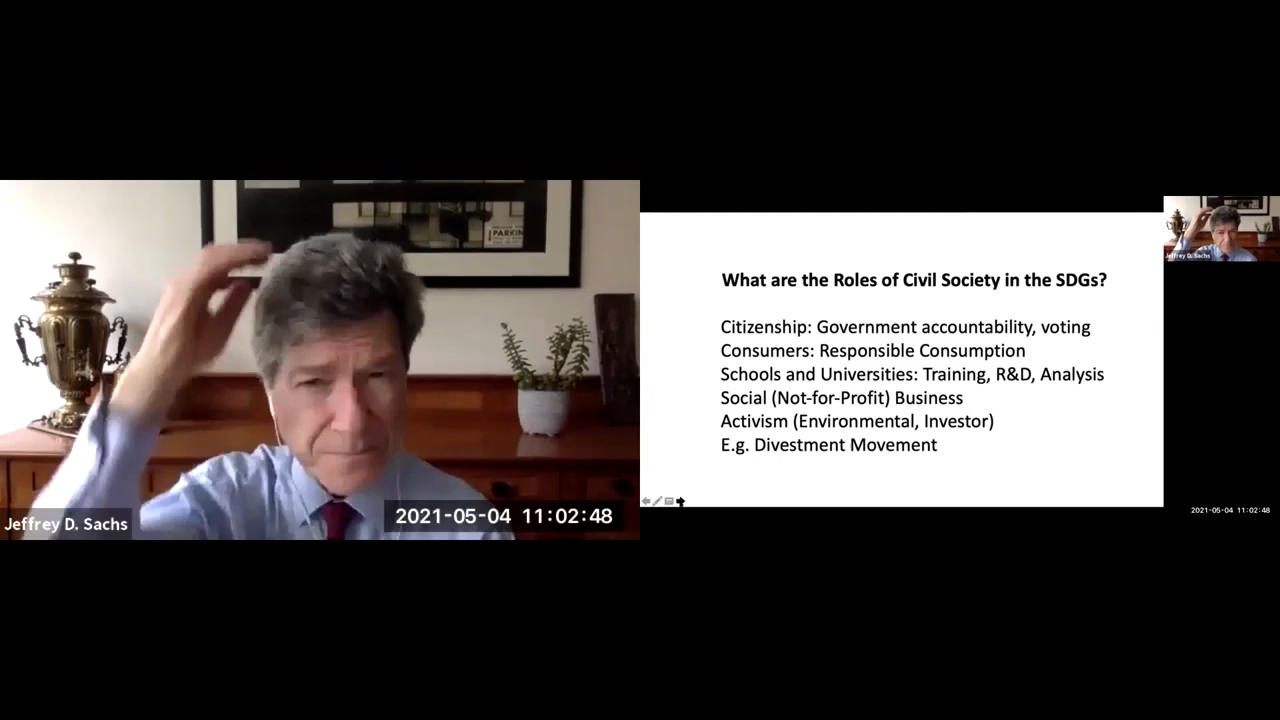 PARKIN
Jeffrey D. Sachs
2021-05-04 11:02:48
What are the Roles of Civil Society in the SDGs?
Citizenship: Government accountability, voting
Consumers: Responsible Consumption
Schools and Universities: Training, R&D, Analysis
Social (Not-for-Profit) Business
Activism (Environmental, Investor)
E.g. Divestment Movement
Jeffrey D. Sachs
2021-05-04 11:02:48